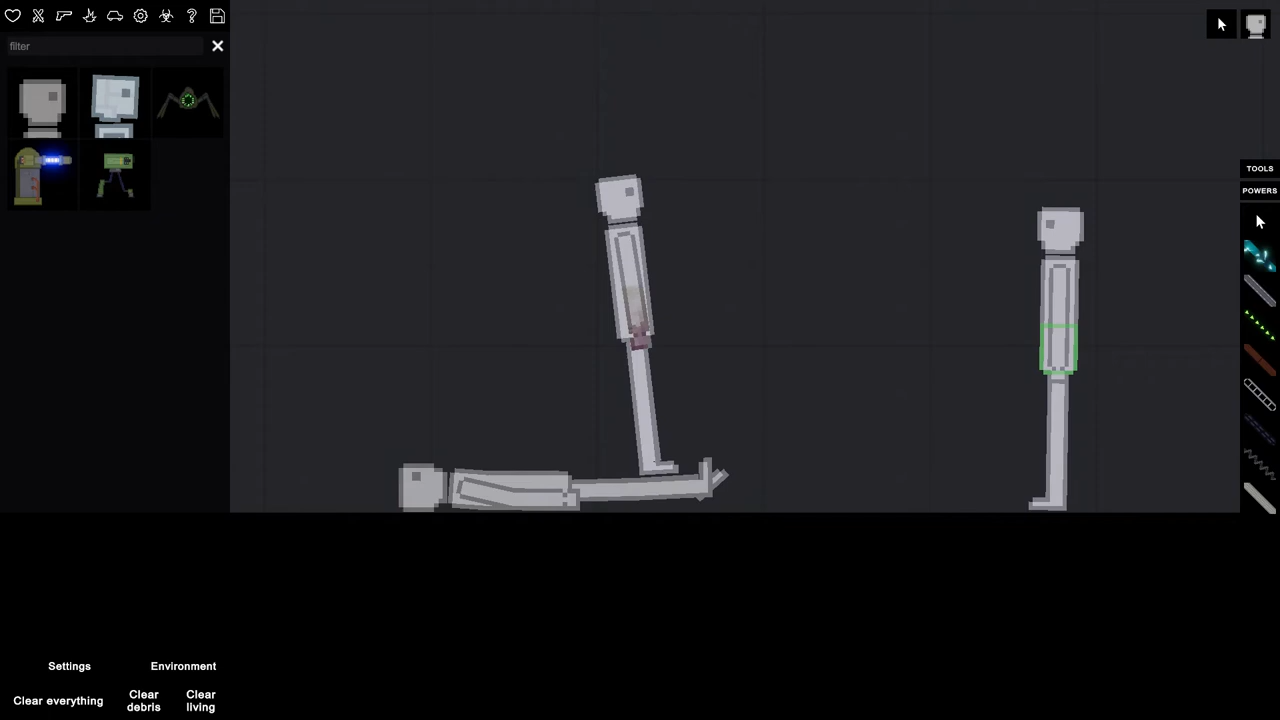 filter
TOOLS
POWERS
Settings
Environment
Clear everything
Clear debris
Clear living